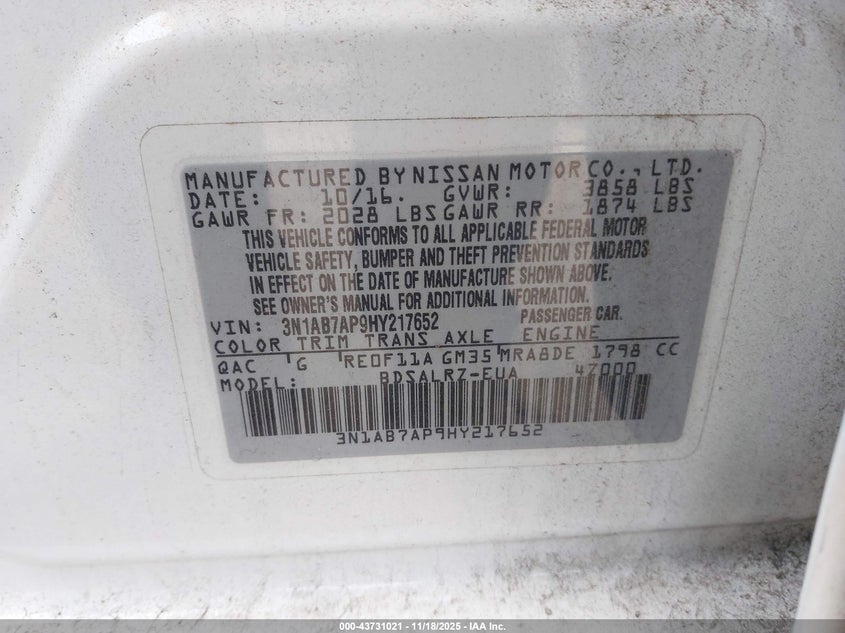 MANUFACTURED BY NISSAN MOTOR CO., LTD.
DATE: 10/16. GVWR: 3858 LBS
GAWR FR: 2028 LBS GAWR RR: 1874 LBS
THIS VEHICLE CONFORMS TO ALL APPLICABLE FEDERAL MOTOR
VEHICLE SAFETY, BUMPER AND THEFT PREVENTION STANDARDS
IN EFFECT ON THE DATE OF MANUFACTURE SHOWN ABOVE.
SEE OWNER'S MANUAL FOR ADDITIONAL INFORMATION.
VIN: 3N1AB7AP9HY217652 PASSENGER CAR.
COLOR TRIM TRANS AXLE ENGINE
QAC G RE0F11A GM35 MRA8DE 1798 CC
MODEL: BDSALRZ-EUA 47000
3N1AB7AP9HY217652
000-43731021 - 11/18/2025 - IAA Inc.